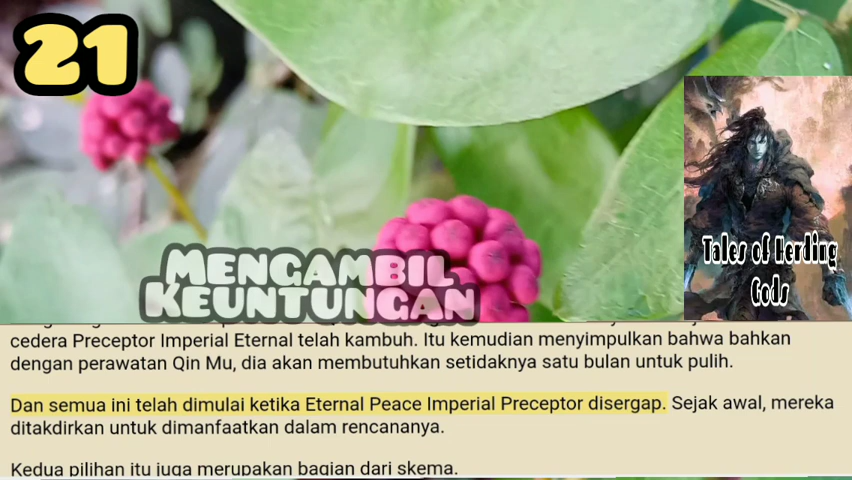 21
MENGAMBIL
KEUNTUNGAN
Tales of Herding
Gods
cedera Preceptor Imperial Eternal telah kambuh. Itu kemudian menyimpulkan bahwa bahkan
dengan perawatan Qin Mu, dia akan membutuhkan setidaknya satu bulan untuk pulih.
Dan semua ini telah dimulai ketika Eternal Peace Imperial Preceptor disergap. Sejak awal, mereka
ditakdirkan untuk dimanfaatkan dalam rencananya.
Kedua pilihan itu juga merupakan bagian dari skema.